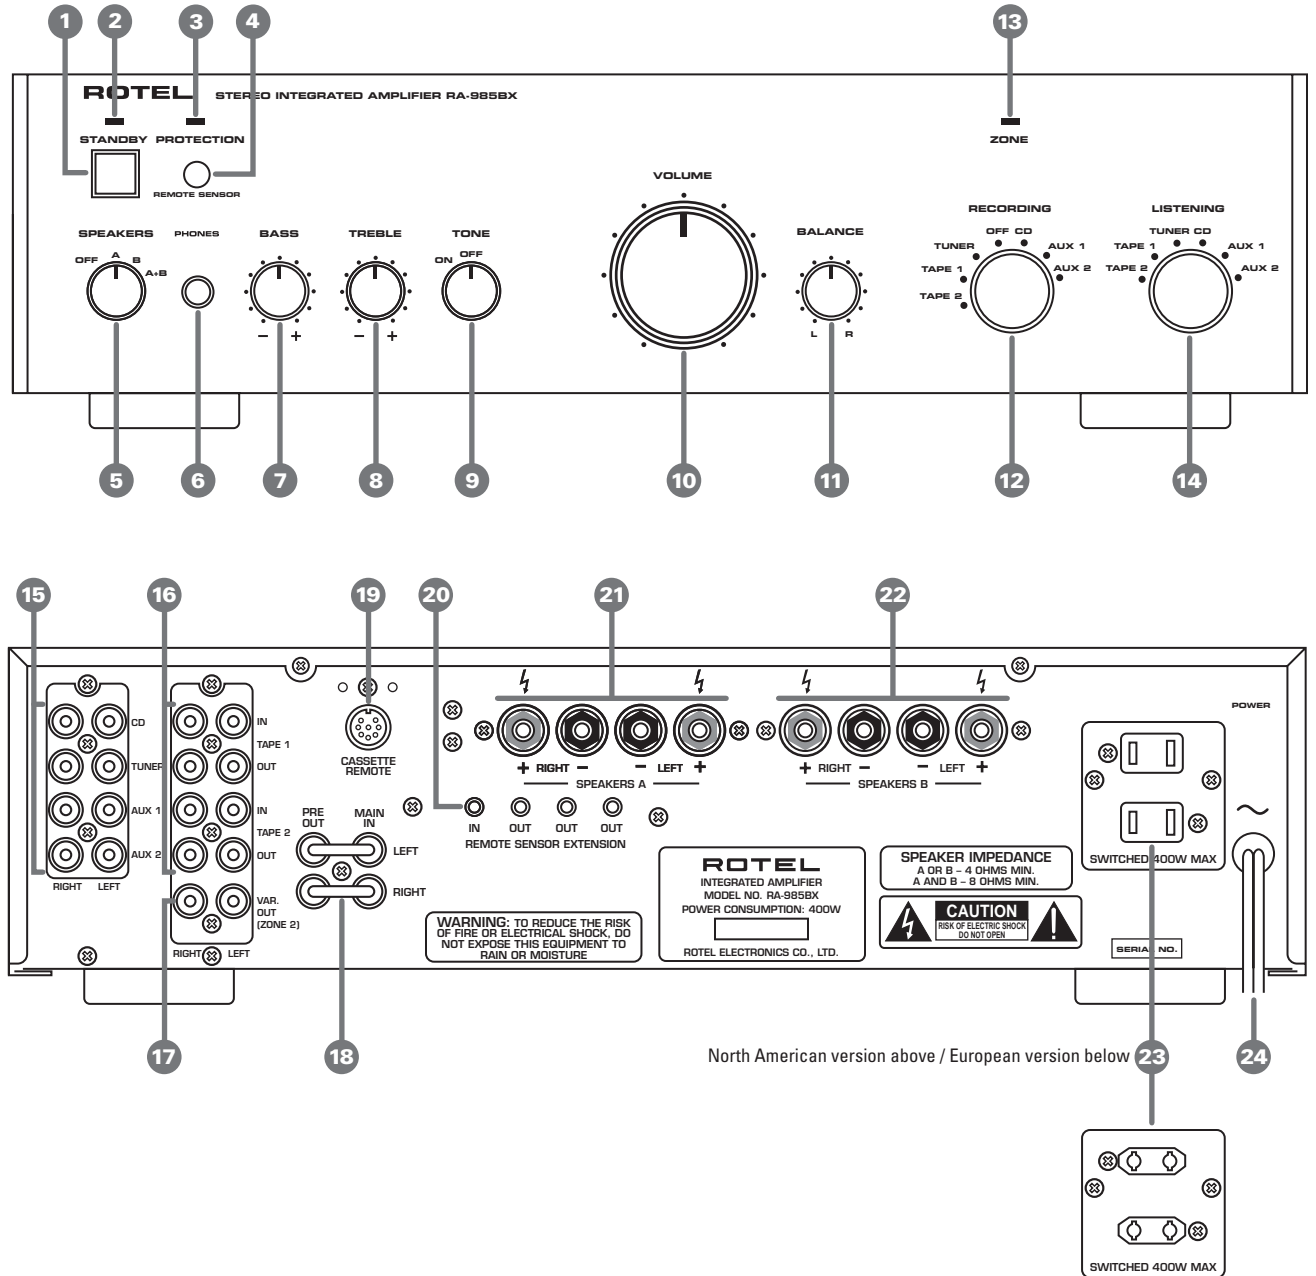 1 2 3 4 13
ROTEL STEREO INTEGRATED AMPLIFIER RA-985BX
STANDBY PROTECTION ZONE
REMOTE SENSOR
VOLUME
RECORDING LISTENING
SPEAKERS PHONES BASS TREBLE TONE BALANCE
OFF A B A+B
ON OFF
TAPE 2 TAPE 1 TUNER OFF CD AUX 1 AUX 2
TAPE 2 TAPE 1 TUNER CD AUX 1 AUX 2
– + – + L R
5 6 7 8 9 10 11 12 14
15 16 19 20 21 22
POWER
CD IN
TAPE 1
TUNER OUT
AUX 1 IN
TAPE 2
AUX 2 OUT
RIGHT LEFT
VAR.
OUT
(ZONE 2)
RIGHT LEFT
CASSETTE
REMOTE
PRE
OUT
MAIN
IN
LEFT
RIGHT
+ RIGHT – – LEFT +
SPEAKERS A
+ RIGHT – – LEFT +
SPEAKERS B
IN OUT OUT OUT
REMOTE SENSOR EXTENSION
SWITCHED 400W MAX
~
WARNING: TO REDUCE THE RISK
OF FIRE OR ELECTRICAL SHOCK, DO
NOT EXPOSE THIS EQUIPMENT TO
RAIN OR MOISTURE
ROTEL
INTEGRATED AMPLIFIER
MODEL NO. RA-985BX
POWER CONSUMPTION: 400W
ROTEL ELECTRONICS CO., LTD.
SPEAKER IMPEDANCE
A OR B – 4 OHMS MIN.
A AND B – 8 OHMS MIN.
CAUTION
RISK OF ELECTRIC SHOCK
DO NOT OPEN
!
SERIAL NO.
17 18
North American version above / European version below 23 24
SWITCHED 400W MAX